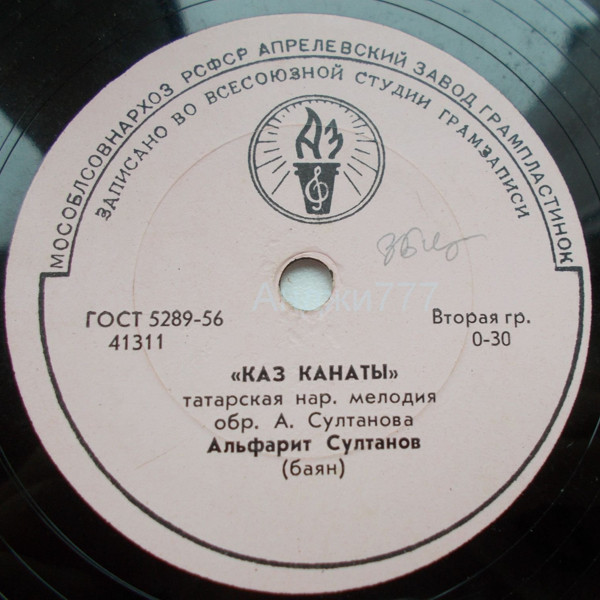 МОСОБЛСОВНАРХОЗ РСФСР АПРЕЛЕВСКИЙ ЗАВОД ГРАМПЛАСТИНОК
ЗАПИСАНО ВО ВСЕСОЮЗНОЙ СТУДИИ ГРАМЗАПИСИ
АЗ
ГОСТ 5289-56
41311
Вторая гр.
0-30
«КАЗ КАНАТЫ»
татарская нар. мелодия
обр. А. Султанова
Альфарит Султанов
(баян)